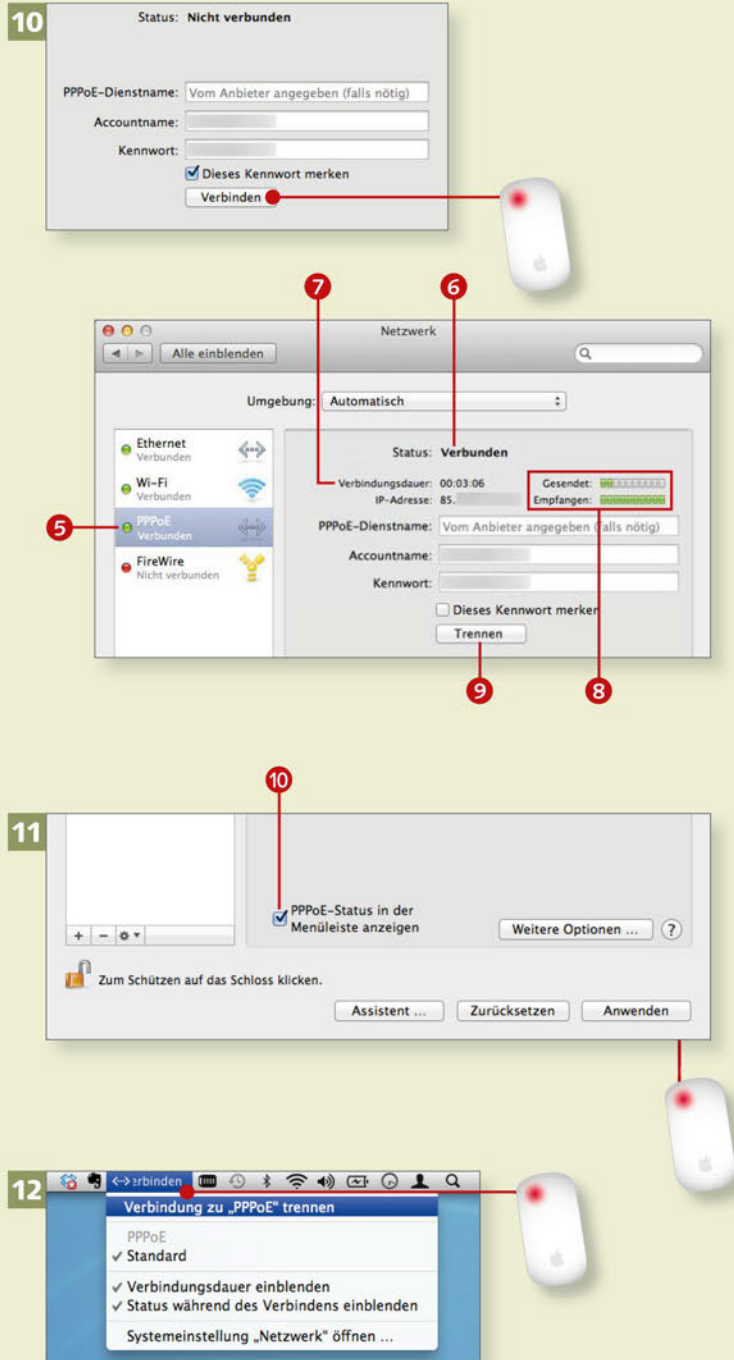 10
Status: Nicht verbunden
PPPoE-Dienstname: Vom Anbieter angegeben (falls nötig)
Accountname:
Kennwort:
Dieses Kennwort merken
Verbinden
7
6
Netzwerk
Alle einblenden
Umgebung: Automatisch
Ethernet
Verbunden
Wi-Fi
Verbunden
5
PPPoE
Verbunden
FireWire
Nicht verbunden
Status: Verbunden
Verbindungsdauer: 00:03:06
Gesendet:
IP-Adresse: 85.
Empfangen:
PPPoE-Dienstname: Vom Anbieter angegeben (falls nötig)
Accountname:
Kennwort:
Dieses Kennwort merken
Trennen
9
8
10
11
PPPoE-Status in der
Menüleiste anzeigen
Weitere Optionen ... ?
+ -
Zum Schützen auf das Schloss klicken.
Assistent ... Zurücksetzen Anwenden
12
erbinden
Verbindung zu „PPPoE“ trennen
PPPoE
✓ Standard
✓ Verbindungsdauer einblenden
✓ Status während des Verbindens einblenden
Systemeinstellung „Netzwerk“ öffnen ...